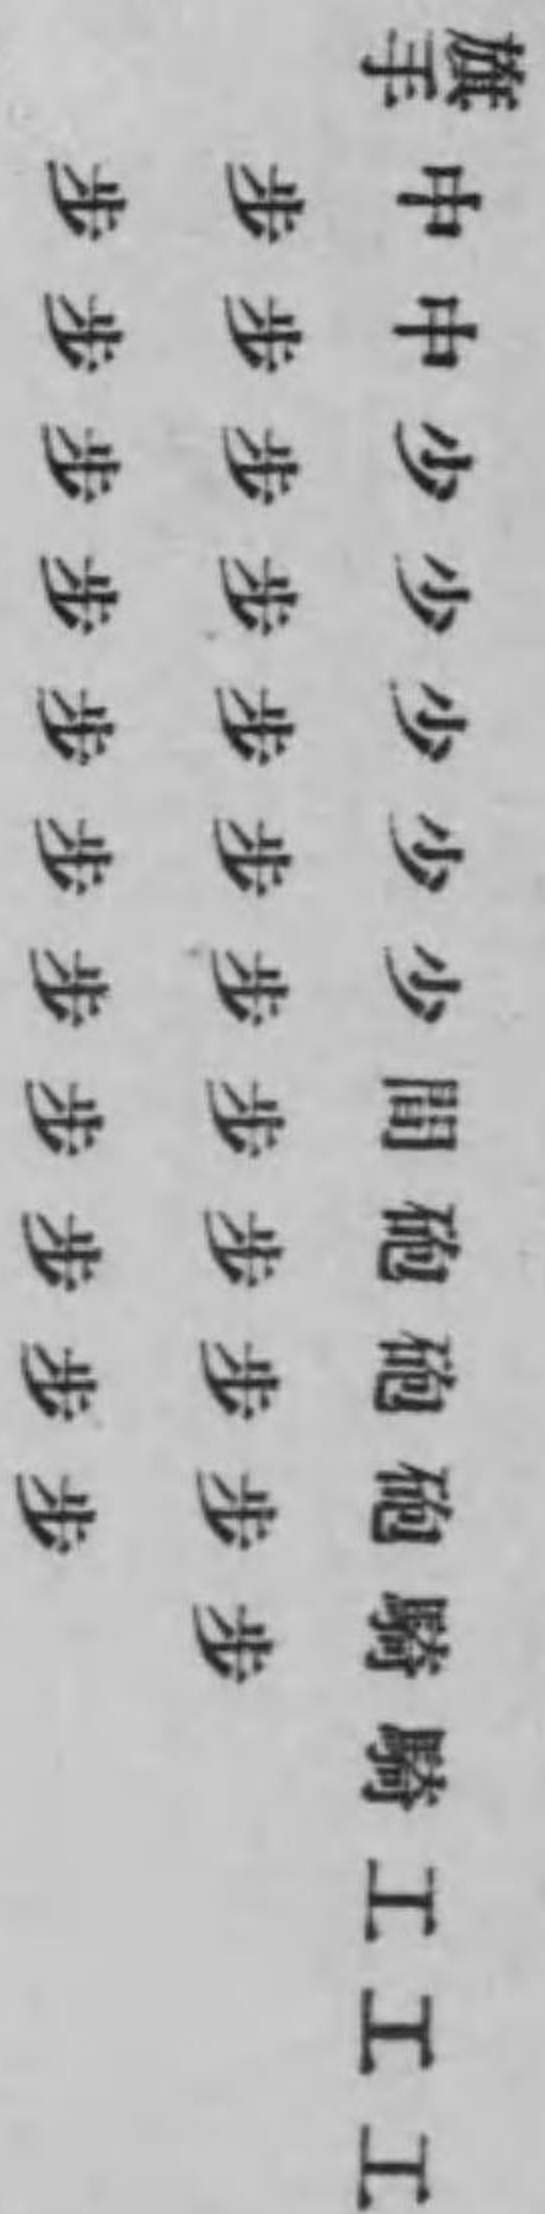 旗手
中 中 少 少 少 少 少 間 砲 砲 砲 騎 騎 工 工 工
歩 歩 歩 歩 歩 歩 歩 歩 歩 歩 歩 歩
歩 歩 歩 歩 歩 歩 歩 歩 歩 歩 歩